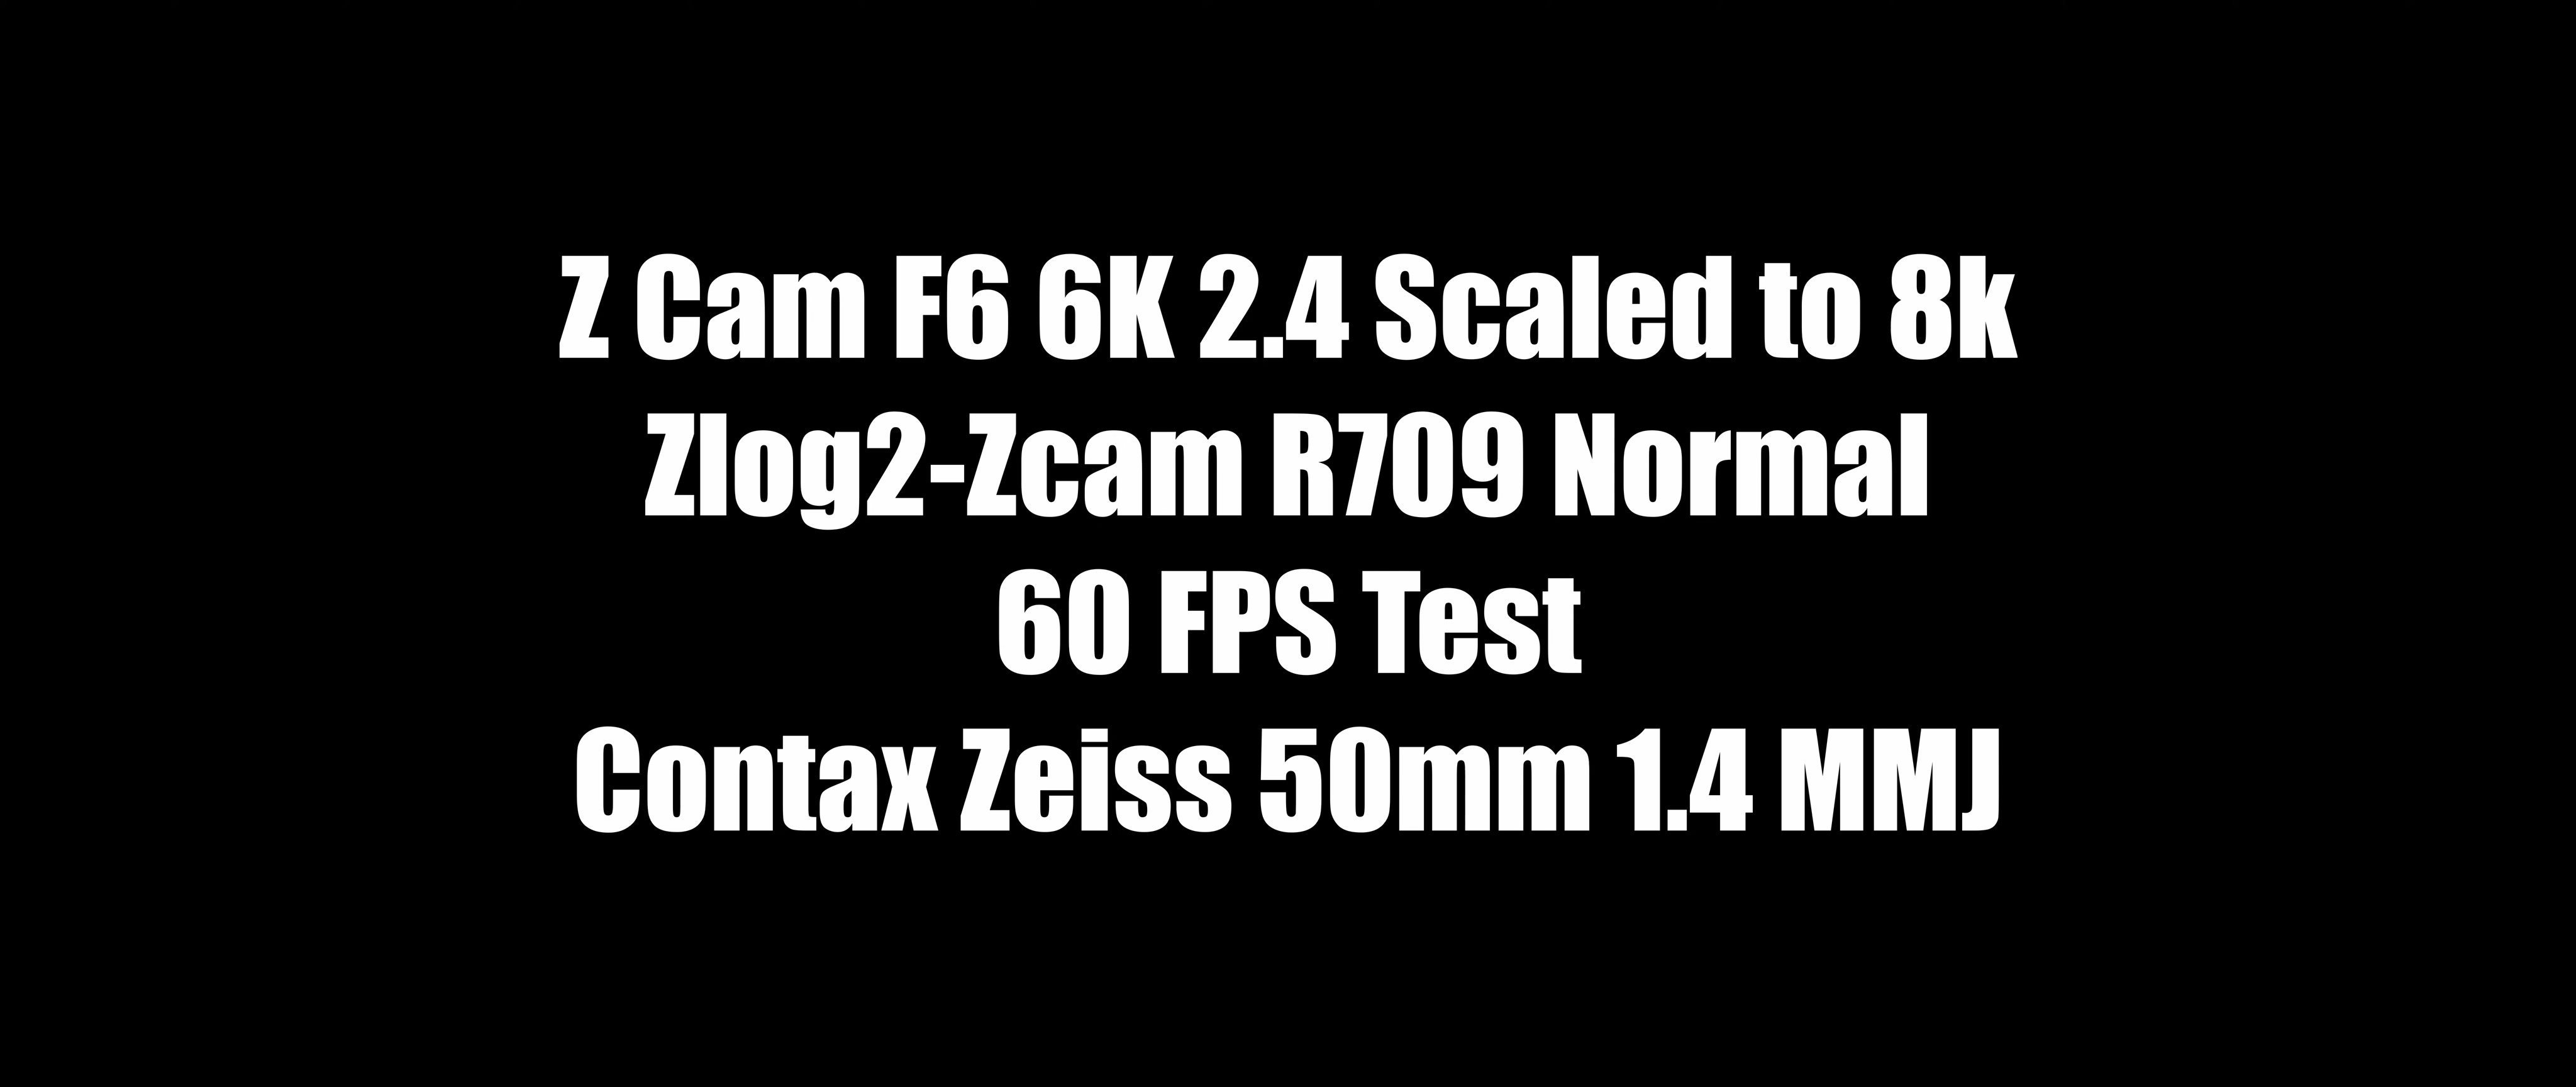 Z Cam F6 6K 2.4 Scaled to 8k
Zlog2-Zcam R709 Normal
60 FPS Test
Contax Zeiss 50mm 1.4 MMJ